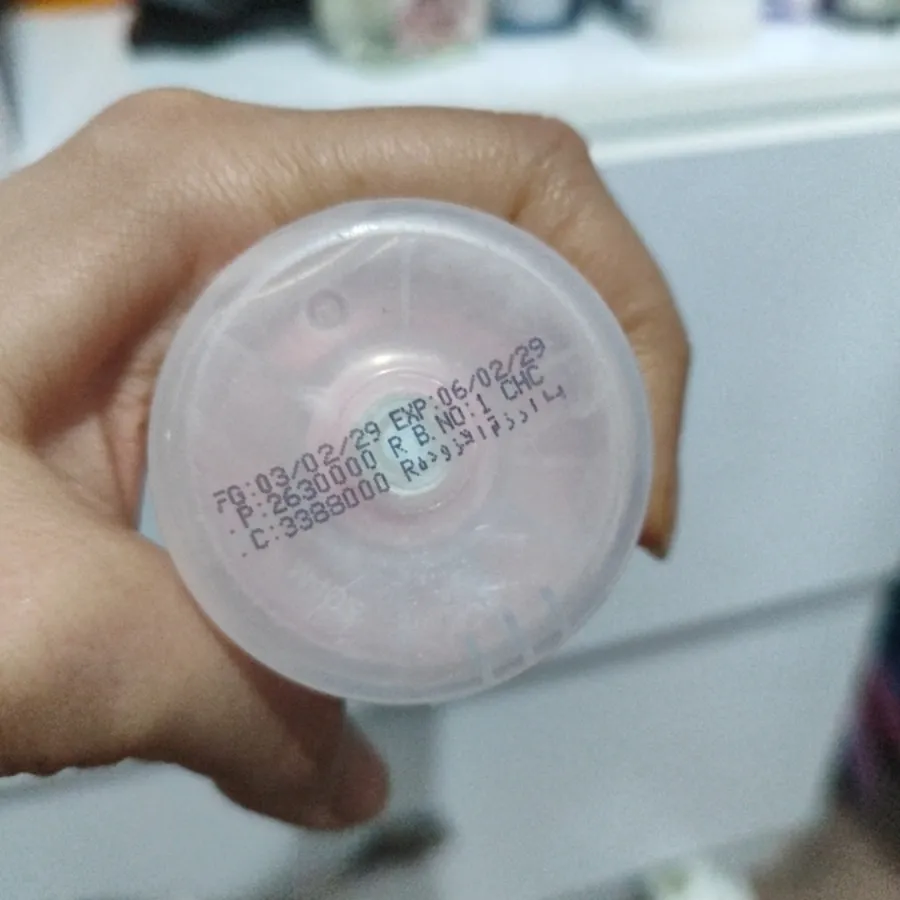 FG:03/02/29 EXP:06/02/29
.P:2630000 R B.NO:1 CHC
.C:3388000 R